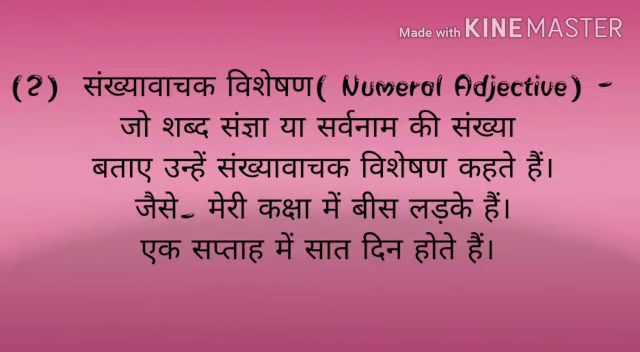 Made with KINEMASTER
(2) संख्यावाचक विशेषण( Numeral Adjective) -
जो शब्द संज्ञा या सर्वनाम की संख्या
बताए उन्हें संख्यावाचक विशेषण कहते हैं।
जैसे- मेरी कक्षा में बीस लड़के हैं।
एक सप्ताह में सात दिन होते हैं।